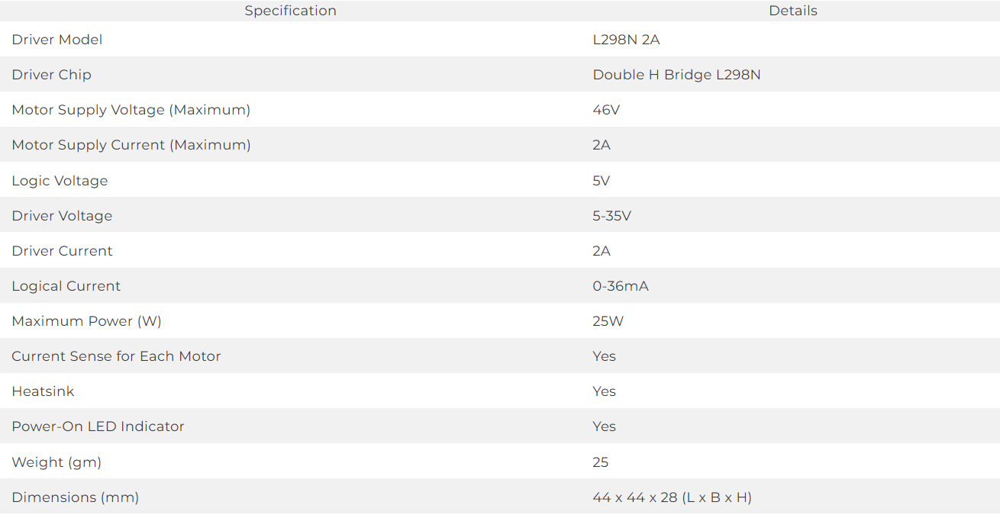 Specification Details
Driver Model L298N 2A
Driver Chip Double H Bridge L298N
Motor Supply Voltage (Maximum) 46V
Motor Supply Current (Maximum) 2A
Logic Voltage 5V
Driver Voltage 5-35V
Driver Current 2A
Logical Current 0-36mA
Maximum Power (W) 25W
Current Sense for Each Motor Yes
Heatsink Yes
Power-On LED Indicator Yes
Weight (gm) 25
Dimensions (mm) 44 x 44 x 28 (L x B x H)